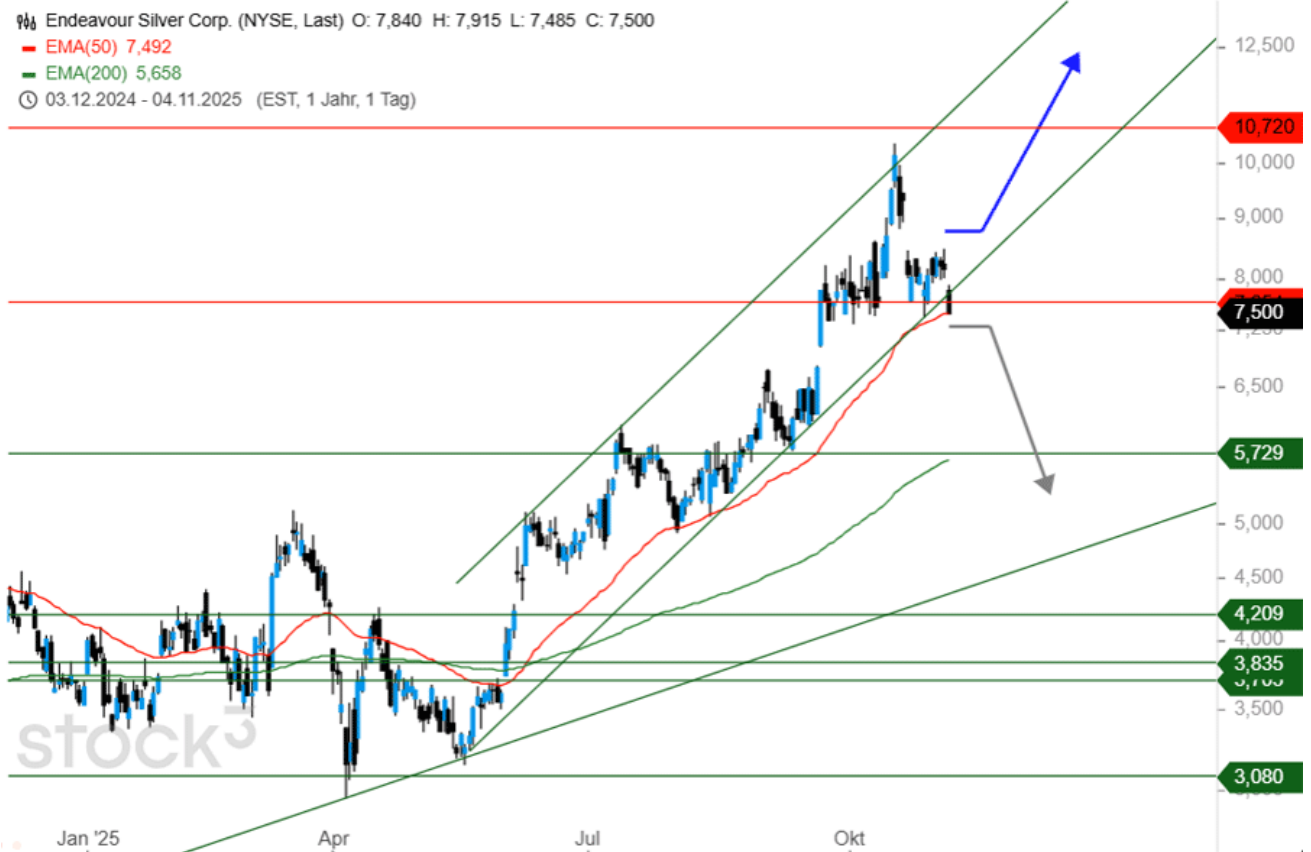 Endeavour Silver Corp. (NYSE, Last) O: 7,840 H: 7,915 L: 7,485 C: 7,500
EMA(50) 7,492
EMA(200) 5,658
03.12.2024 - 04.11.2025 (EST, 1 Jahr, 1 Tag)
12,500
10,720
10,000
9,000
8,000
7,500
6,500
5,729
5,000
4,500
4,209
4,000
3,835
3,500
3,080
stock3
Jan '25
Apr
Jul
Okt